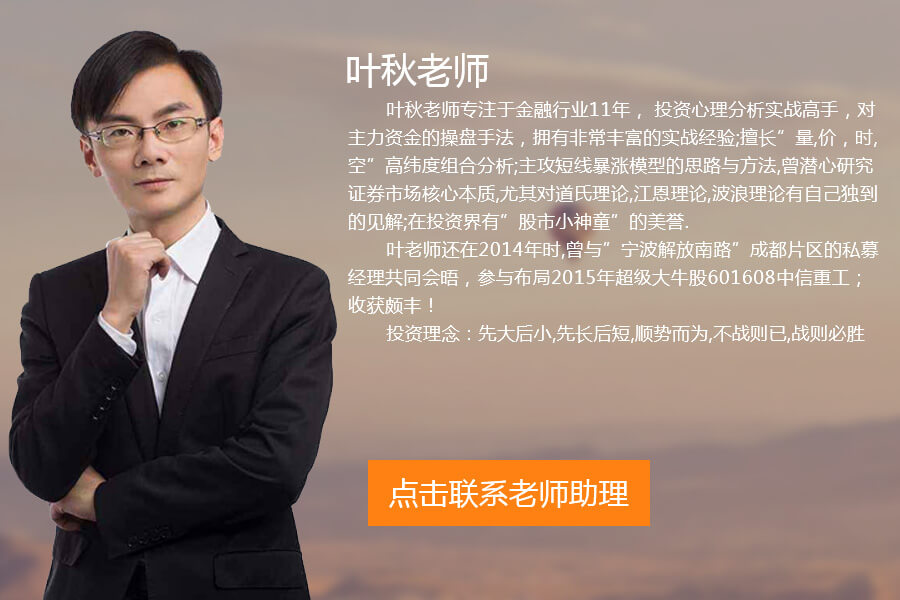 叶秋老师
叶秋老师专注于金融行业11年，投资心理分析实战高手，对
主力资金的操盘手法，拥有非常丰富的实战经验;擅长”量,价，时,
空”高纬度组合分析;主攻短线暴涨模型的思路与方法,曾潜心研究
证券市场核心本质,尤其对道氏理论,江恩理论,波浪理论有自己独到
的见解;在投资界有”股市小神童”的美誉.
叶老师还在2014年时,曾与”宁波解放南路”成都片区的私募
经理共同会晤，参与布局2015年超级大牛股601608中信重工；
收获颇丰！
投资理念：先大后小,先长后短,顺势而为,不战则已,战则必胜
点击联系老师助理